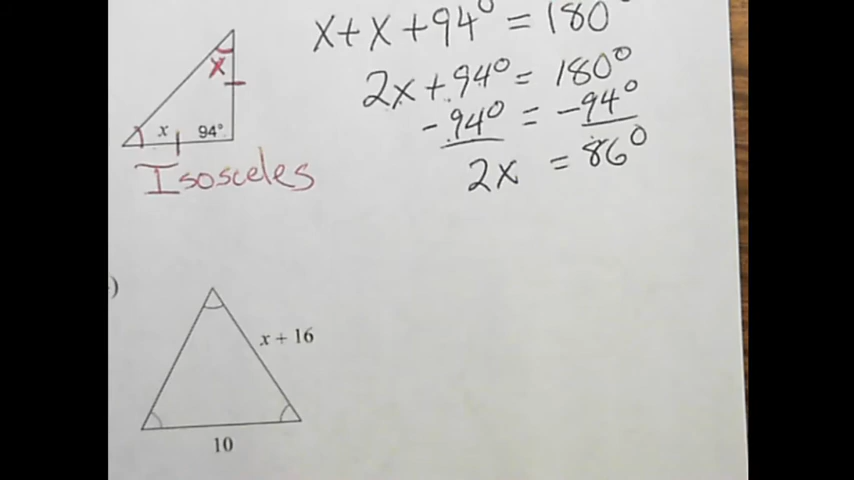 x+x+94° = 180°
2x+94° = 180°
-94° = -94°
2x = 86°
x
x
94°
Isosceles
)
x + 16
10